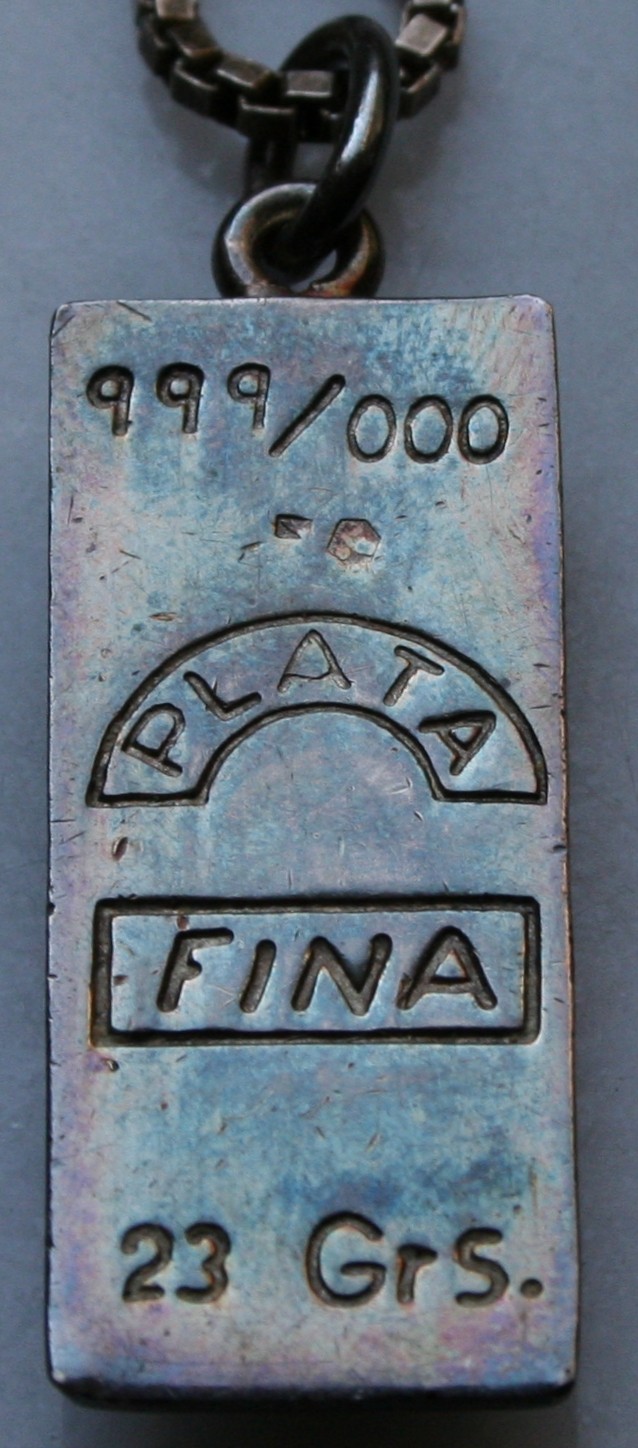 999/000
PLATA
FINA
23 Grs.